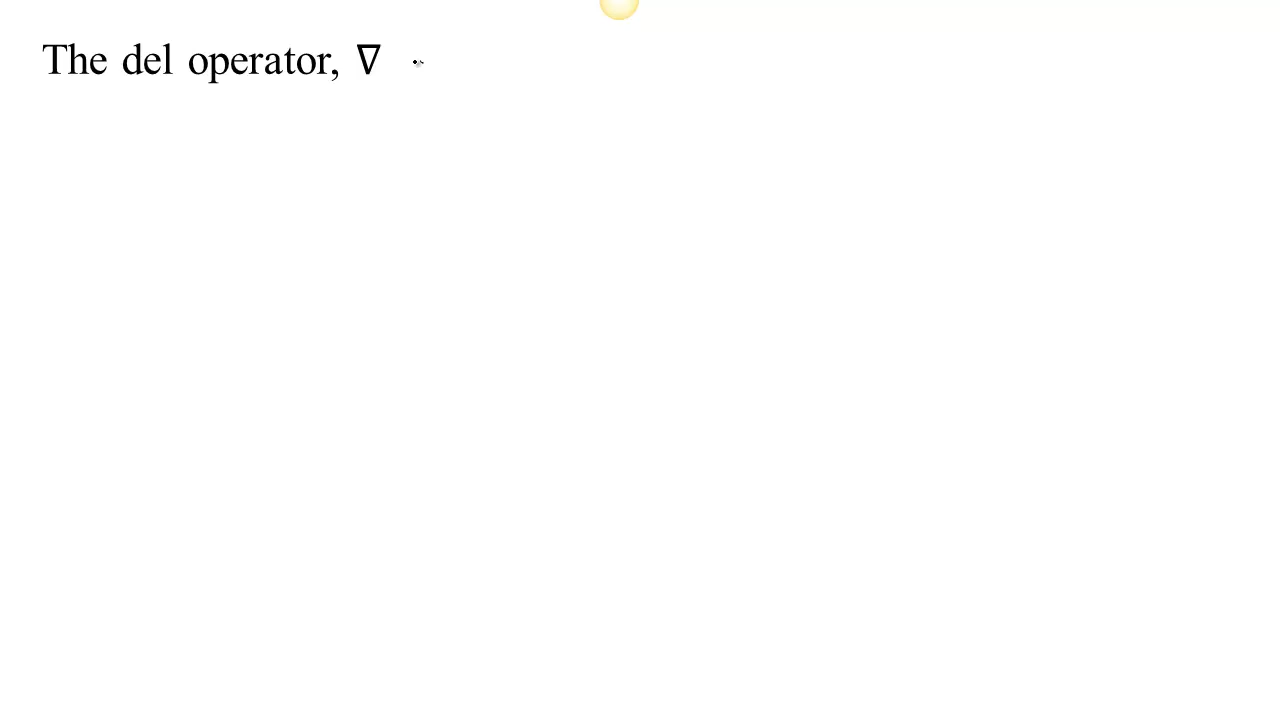 The del operator, ∇